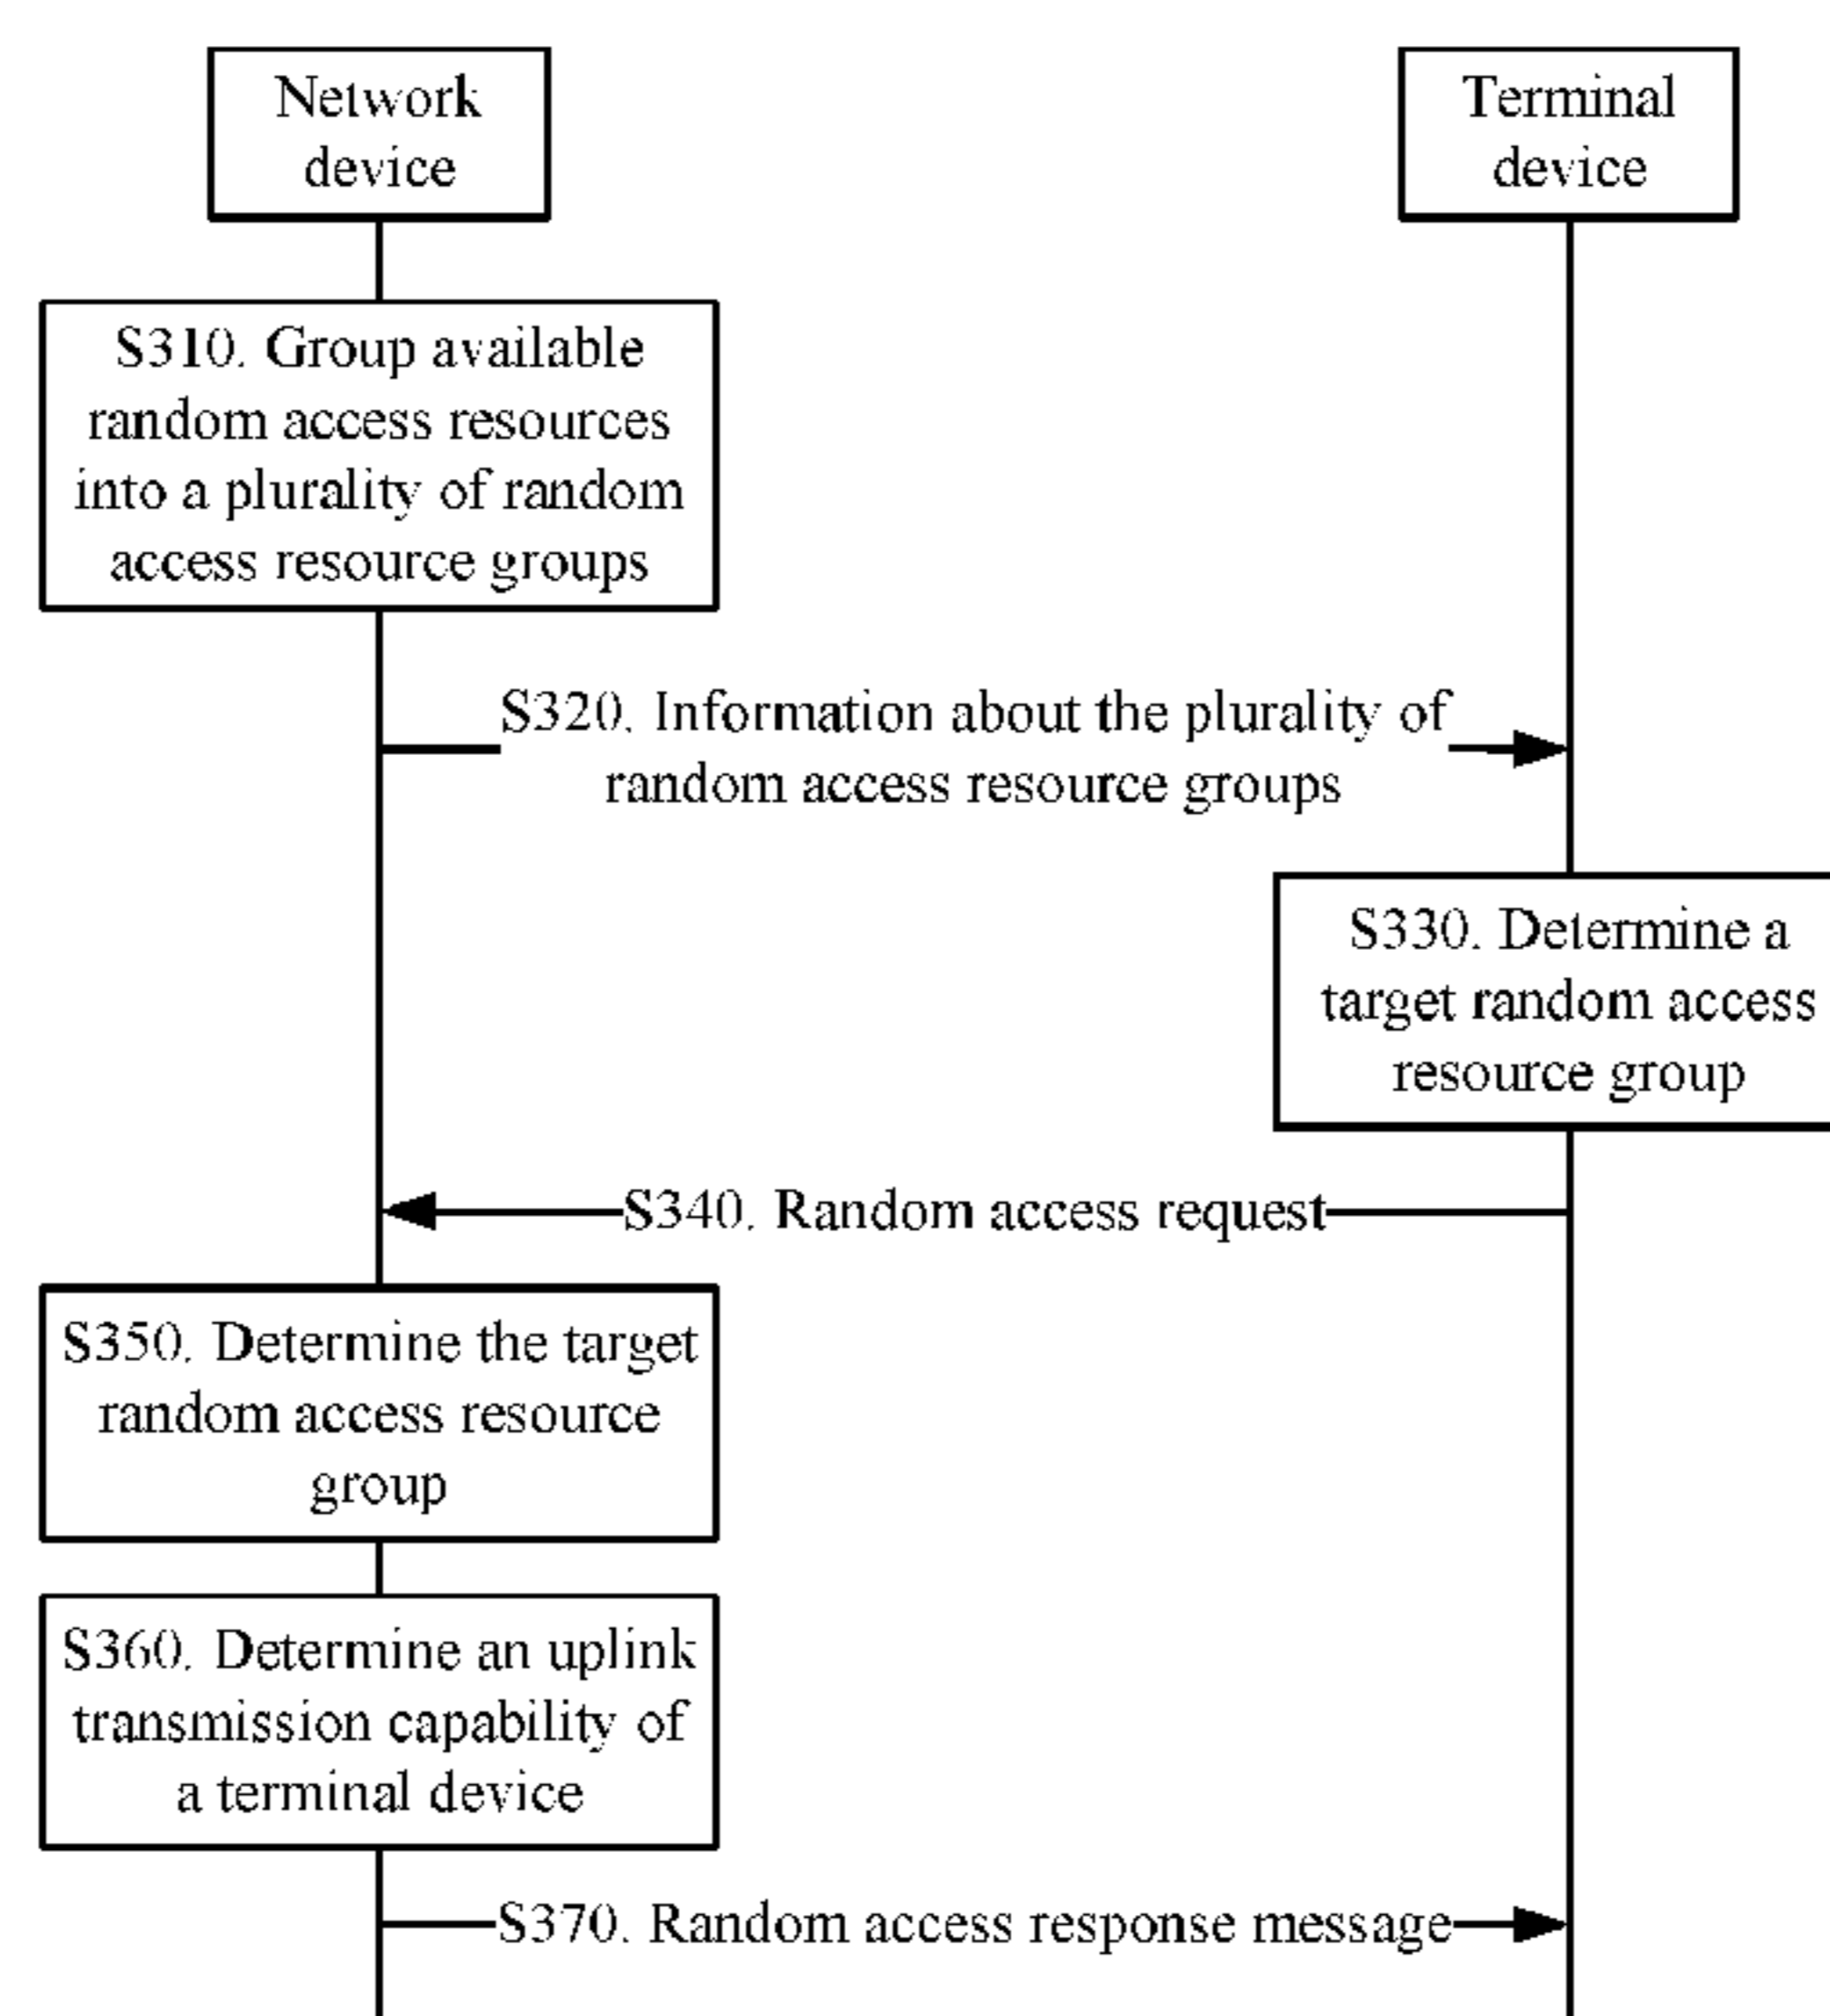 Network
device
Terminal
device
S310. Group available
random access resources
into a plurality of random
access resource groups
S320. Information about the plurality of
random access resource groups
S330. Determine a
target random access
resource group
S340. Random access request
S350. Determine the target
random access resource
group
S360. Determine an uplink
transmission capability of
a terminal device
S370. Random access response message